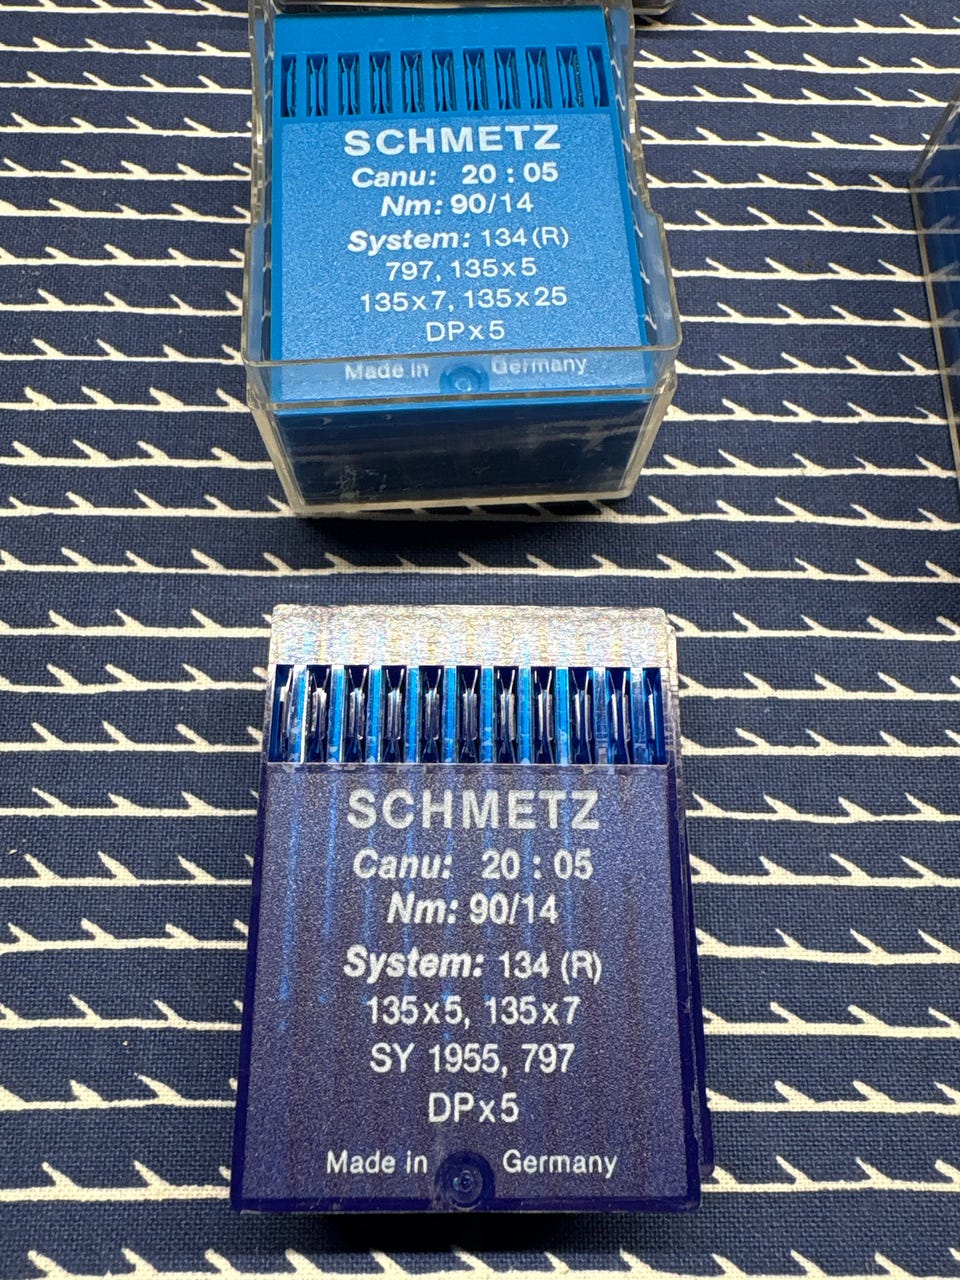 SCHMETZ
Canu: 20 : 05
Nm: 90/14
System: 134 (R)
797, 135x5
135x7, 135x25
DPx5
Made in Germany
SCHMETZ
Canu: 20 : 05
Nm: 90/14
System: 134 (R)
135x5, 135x7
SY 1955, 797
DPx5
Made in Germany